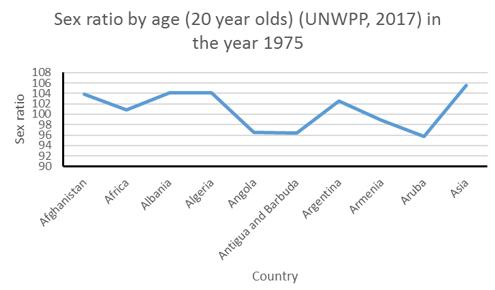 Sex ratio by age (20 year olds) (UNWPP, 2017) in
the year 1975
108
106
104
102
100
98
96
94
92
90
Sex ratio
Afghanistan
Africa
Albania
Algeria
Angola
Antigua and Barbuda
Argentina
Armenia
Aruba
Asia
Country